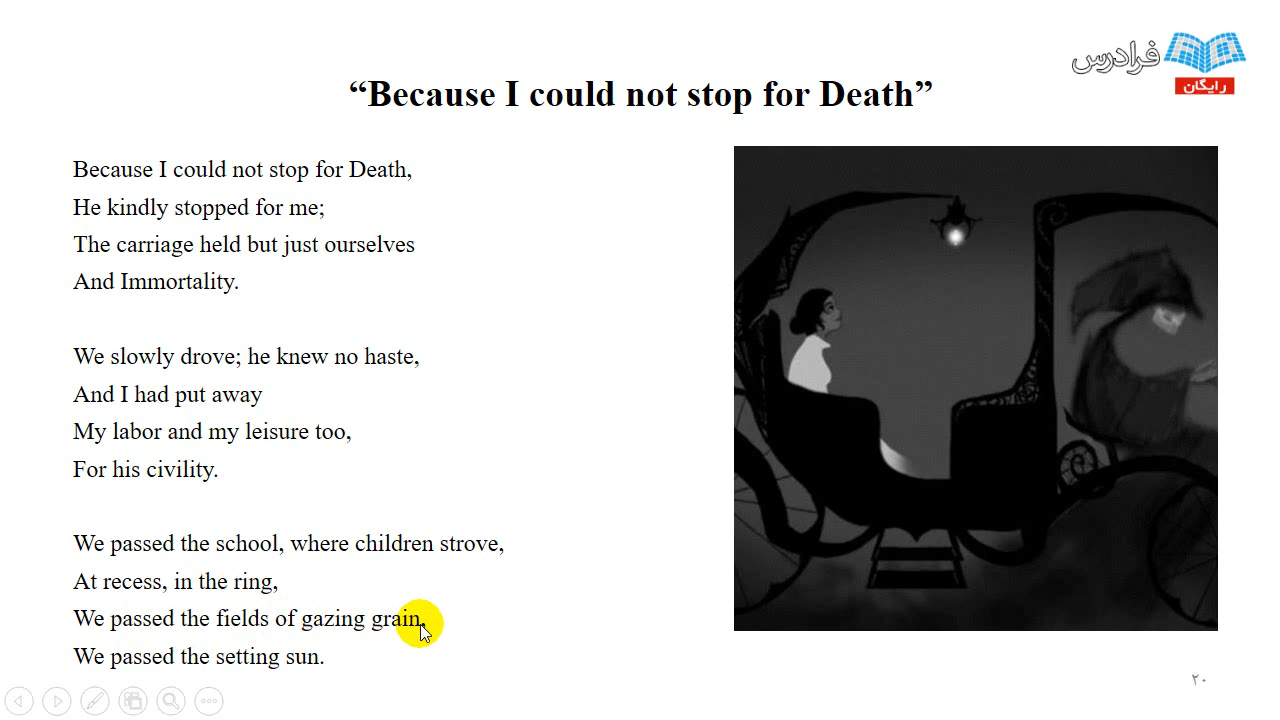 فرادرس
رایگان
“Because I could not stop for Death”
Because I could not stop for Death,
He kindly stopped for me;
The carriage held but just ourselves
And Immortality.
We slowly drove; he knew no haste,
And I had put away
My labor and my leisure too,
For his civility.
We passed the school, where children strove,
At recess, in the ring,
We passed the fields of gazing grain,
We passed the setting sun.
۲۰